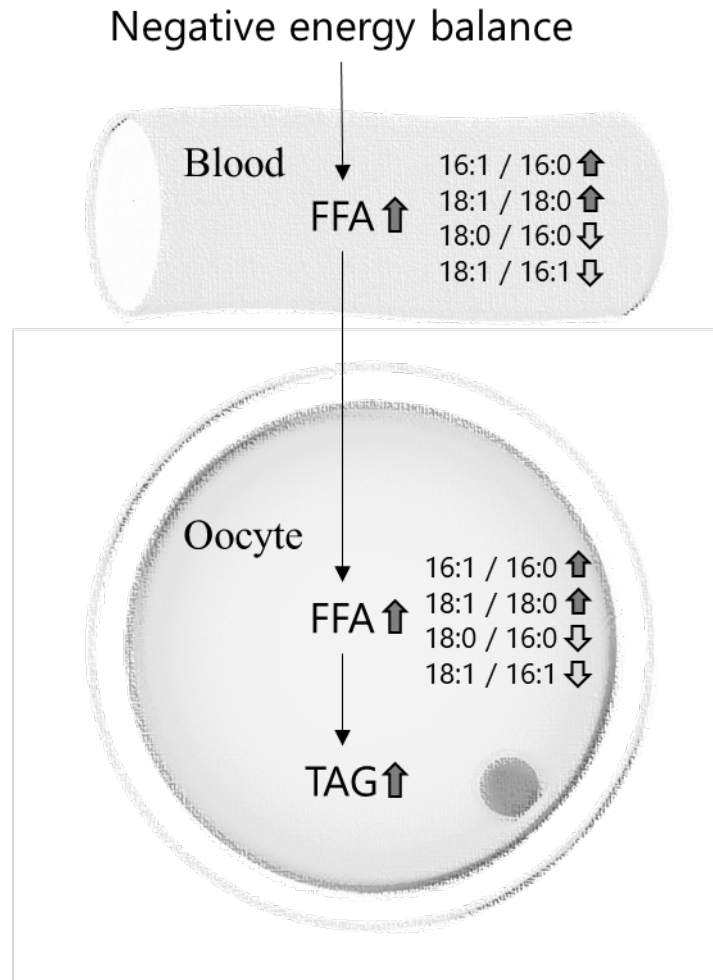 Negative energy balance
Blood
FFA
16:1 / 16:0
18:1 / 18:0
18:0 / 16:0
18:1 / 16:1
Oocyte
FFA
16:1 / 16:0
18:1 / 18:0
18:0 / 16:0
18:1 / 16:1
TAG